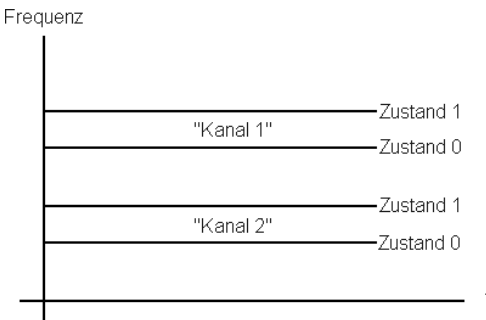 Frequenz
Zustand 1
"Kanal 1"
Zustand 0
Zustand 1
"Kanal 2"
Zustand 0